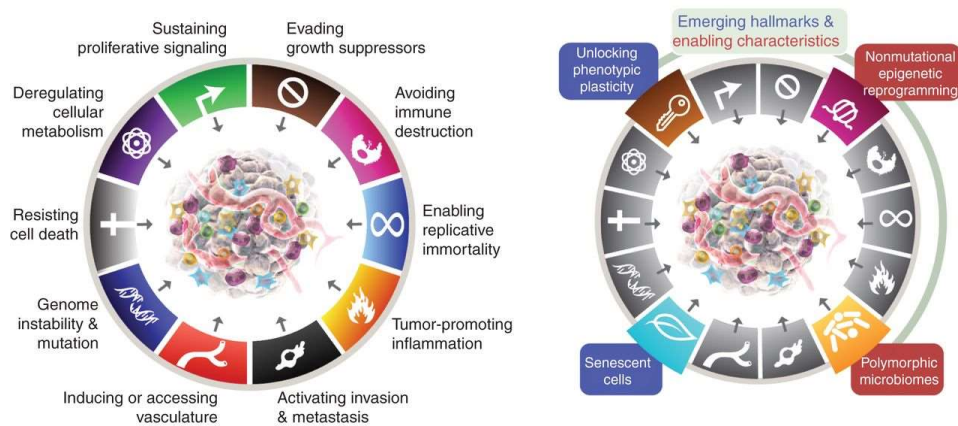 Sustaining
proliferative signaling
Evading
growth suppressors
Deregulating
cellular
metabolism
Avoiding
immune
destruction
Resisting
cell death
Enabling
replicative
immortality
Genome
instability &
mutation
Tumor-promoting
inflammation
Inducing or accessing
vasculature
Activating invasion
& metastasis
Emerging hallmarks &
enabling characteristics
Unlocking
phenotypic
plasticity
Nonmutational
epigenetic
reprogramming
Senescent
cells
Polymorphic
microbiomes